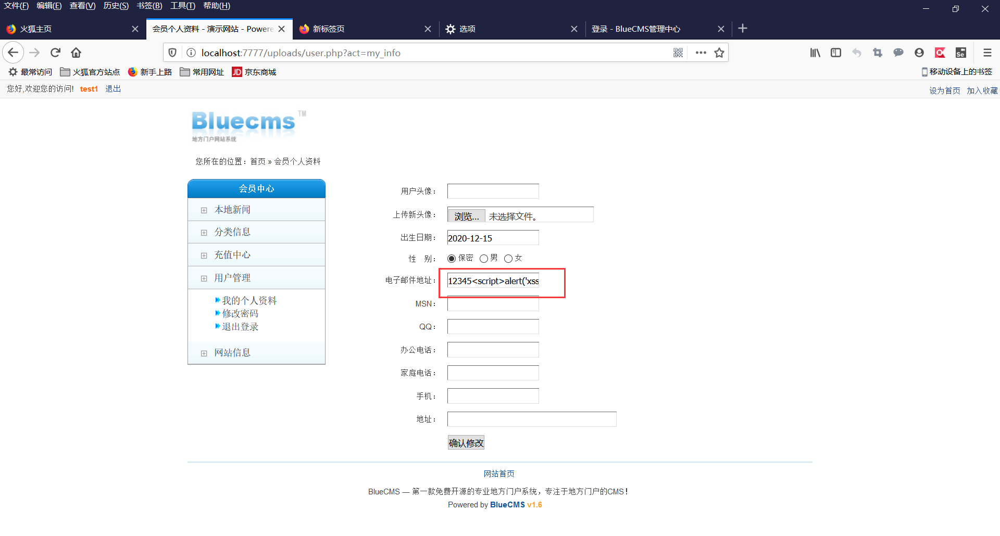 文件(F) 编辑(E) 查看(V) 历史(S) 书签(B) 工具(T) 帮助(H)
火狐主页 会员个人资料 - 演示网站 - Powere 新标签页 选项 登录 - BlueCMS管理中心
localhost:7777/uploads/user.php?act=my_info
最常访问 火狐官方站点 新手上路 常用网址 JD 京东商城 移动设备上的书签
您好,欢迎您的访问! test1 退出 设为首页 加入收藏
Bluecms TM
地方门户网站系统
您所在的位置：首页 » 会员个人资料
会员中心
本地新闻
分类信息
充值中心
用户管理
我的个人资料
修改密码
退出登录
网站信息
用户头像：
上传新头像： 浏览... 未选择文件。
出生日期： 2020-12-15
性 别： 保密 男 女
电子邮件地址： 12345<script>alert('xss
MSN：
QQ：
办公电话：
家庭电话：
手机：
地址：
确认修改
网站首页
BlueCMS — 第一款免费开源的专业地方门户系统，专注于地方门户的CMS！
Powered by BlueCMS v1.6